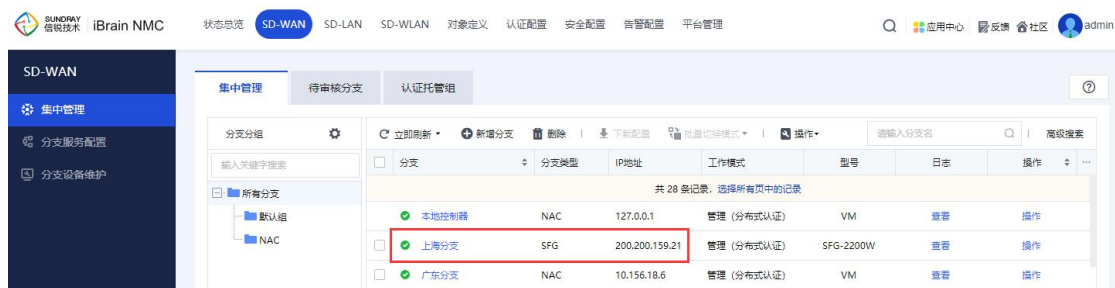 SUNDRAY 信锐技术 iBrain NMC 状态总览 SD-WAN SD-LAN SD-WLAN 对象定义 认证配置 安全配置 告警配置 平台管理 应用中心 反馈 社区 admin
SD-WAN
集中管理
分支服务配置
分支设备维护
集中管理 待审核分支 认证托管组
分支分组
输入关键字搜索
所有分支
默认组
NAC
立即刷新 新增分支 删除 下载配置 批量切换模式 操作 请输入分支名 高级搜索
分支 分支类型 IP地址 工作模式 型号 日志 操作
共 28 条记录, 选择所有页中的记录
本地控制器 NAC 127.0.0.1 管理 (分布式认证) VM 查看 操作
上海分支 SFG 200.200.159.21 管理 (分布式认证) SFG-2200W 查看 操作
广东分支 NAC 10.156.18.6 管理 (分布式认证) VM 查看 操作